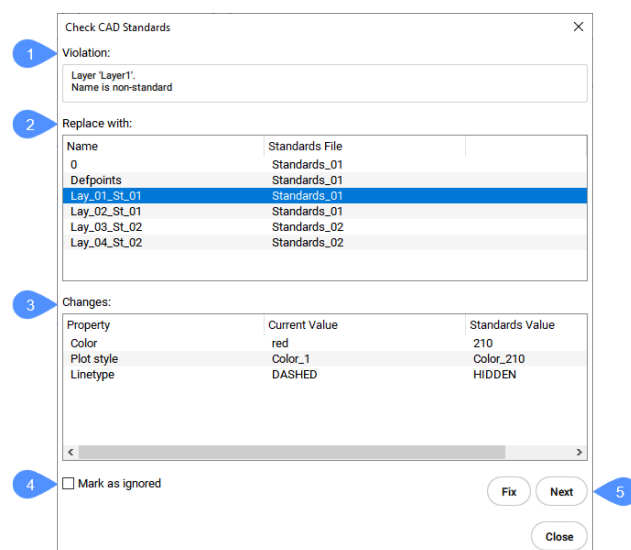 Check CAD Standards
1 Violation:
Layer 'Layer1'.
Name is non-standard
2 Replace with:
Name Standards File
0 Standards_01
Defpoints Standards_01
Lay_01_St_01 Standards_01
Lay_02_St_01 Standards_01
Lay_03_St_02 Standards_02
Lay_04_St_02 Standards_02
3 Changes:
Property Current Value Standards Value
Color red 210
Plot style Color_1 Color_210
Linetype DASHED HIDDEN
4 Mark as ignored
Fix Next 5
Close